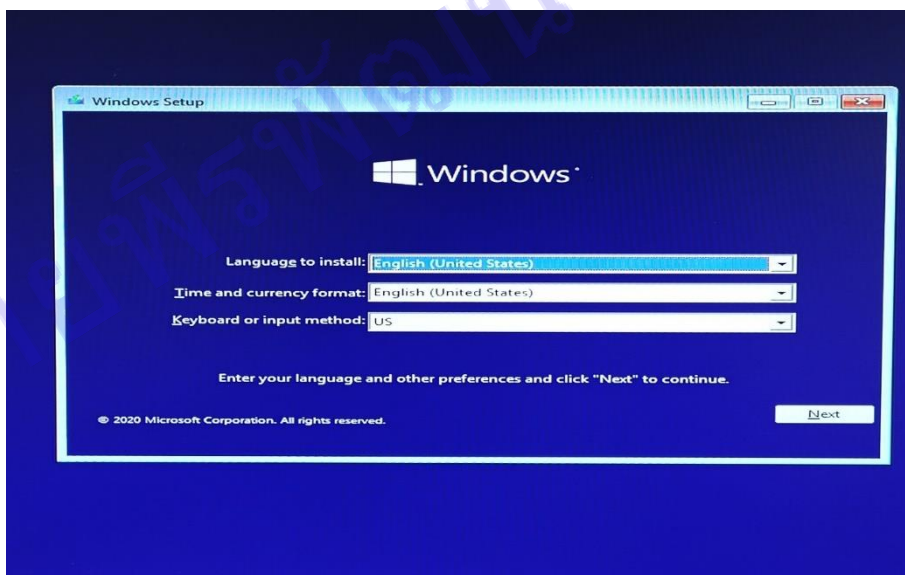 Windows Setup
Windows
Language to install: English (United States)
Time and currency format: English (United States)
Keyboard or input method: US
Enter your language and other preferences and click "Next" to continue.
© 2020 Microsoft Corporation. All rights reserved.
Next